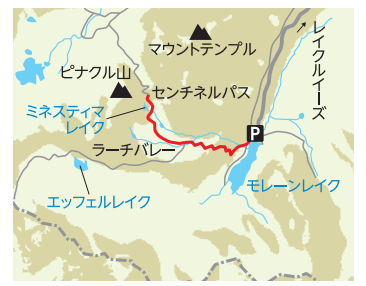 レイクルイーズ
マウントテンプル
ピナクル山
センチネルパス
ミネスティマ
レイク
P
ラーチバレー
モレーンレイク
エッフェルレイク